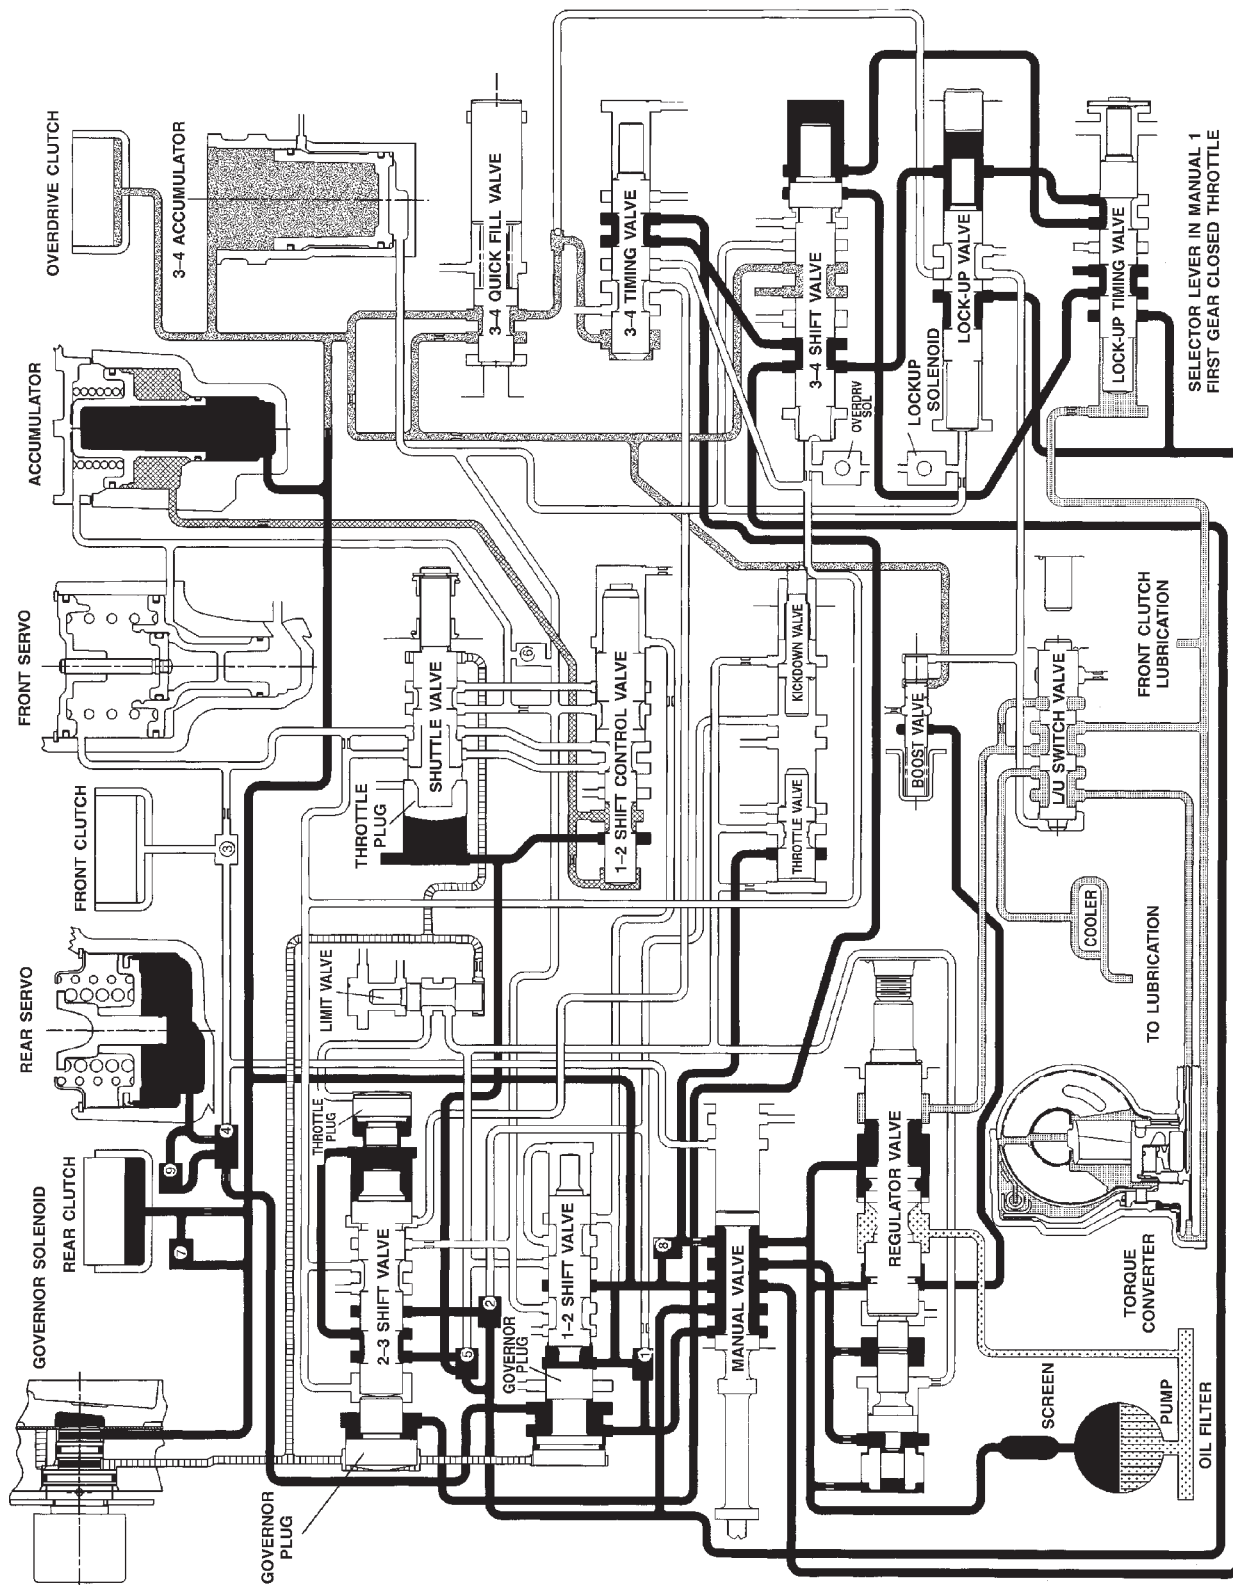 GOVERNOR SOLENOID
REAR CLUTCH
REAR SERVO
FRONT CLUTCH
FRONT SERVO
ACCUMULATOR
OVERDRIVE CLUTCH
3–4 ACCUMULATOR
GOVERNOR
PLUG
2–3 SHIFT VALVE
THROTTLE
PLUG
LIMIT VALVE
THROTTLE
PLUG
SHUTTLE VALVE
3–4 QUICK FILL VALVE
GOVERNOR
PLUG
1–2 SHIFT VALVE
1–2 SHIFT CONTROL VALVE
3–4 TIMING VALVE
MANUAL VALVE
THROTTLE VALVE
KICKDOWN VALVE
3–4 SHIFT VALVE
OVERDRV
SOL
REGULATOR VALVE
BOOST VALVE
LOCKUP
SOLENOID
LOCK-UP VALVE
SCREEN
L/U SWITCH VALVE
LOCK-UP TIMING VALVE
COOLER
TORQUE
CONVERTER
TO LUBRICATION
FRONT CLUTCH
LUBRICATION
PUMP
OIL FILTER
SELECTOR LEVER IN MANUAL 1
FIRST GEAR CLOSED THROTTLE
7
9
4
3
6
5
2
1
8